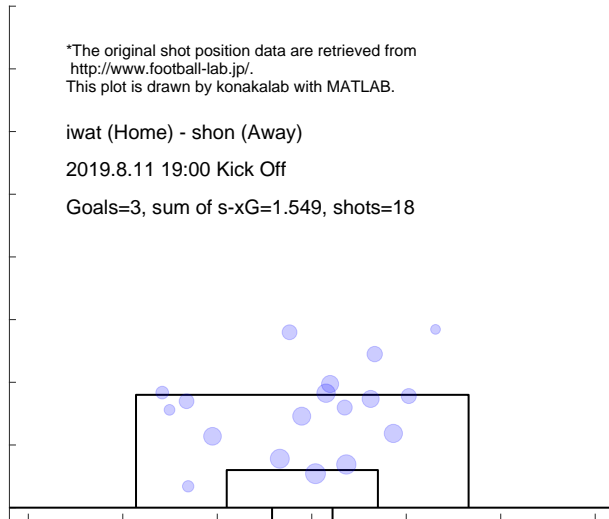 *The original shot position data are retrieved from
http://www.football-lab.jp/.
This plot is drawn by konakalab with MATLAB.
iwat (Home) - shon (Away)
2019.8.11 19:00 Kick Off
Goals=3, sum of s-xG=1.549, shots=18